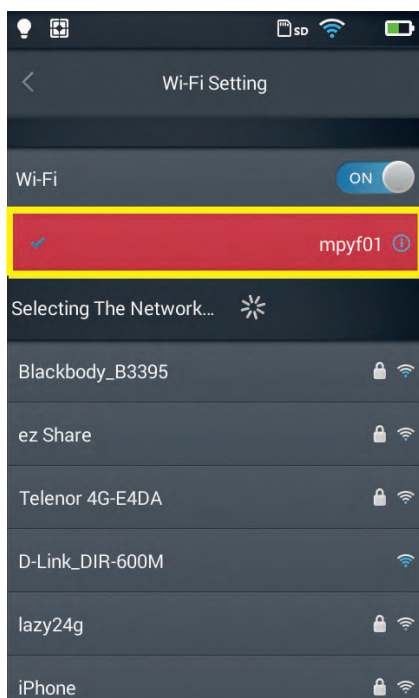 SD
Wi-Fi Setting
Wi-Fi ON
mpyf01
Selecting The Network...
Blackbody_B3395
ez Share
Telenor 4G-E4DA
D-Link_DIR-600M
lazy24g
iPhone